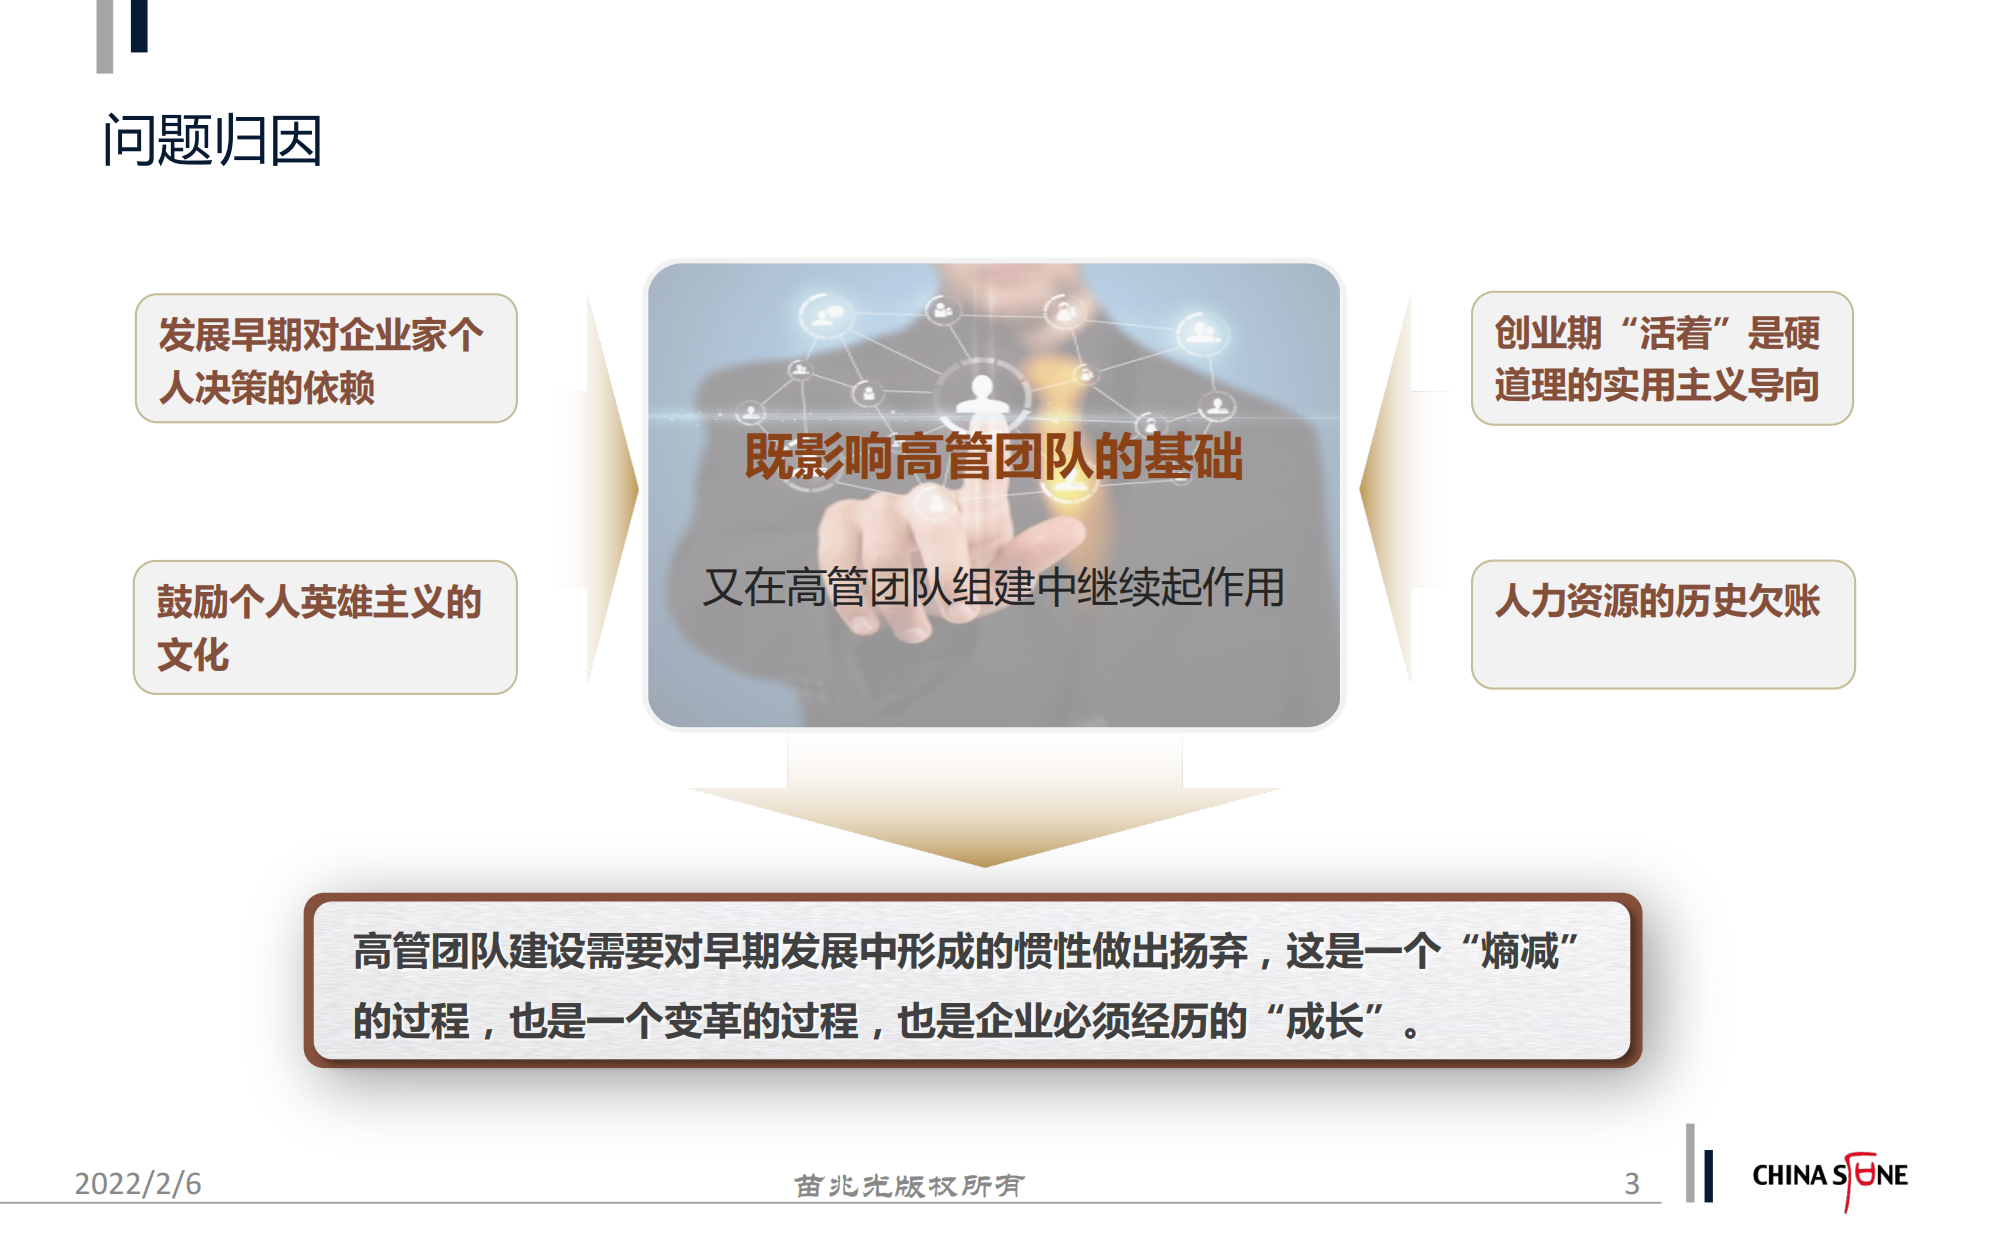 问题归因
发展早期对企业家个
人决策的依赖
鼓励个人英雄主义的
文化
既影响高管团队的基础
又在高管团队组建中继续起作用
创业期“活着”是硬
道理的实用主义导向
人力资源的历史欠账
高管团队建设需要对早期发展中形成的惯性做出扬弃，这是一个“熵减”
的过程，也是一个变革的过程，也是企业必须经历的“成长”。
2022/2/6
苗兆光版权所有
3
CHINA STONE